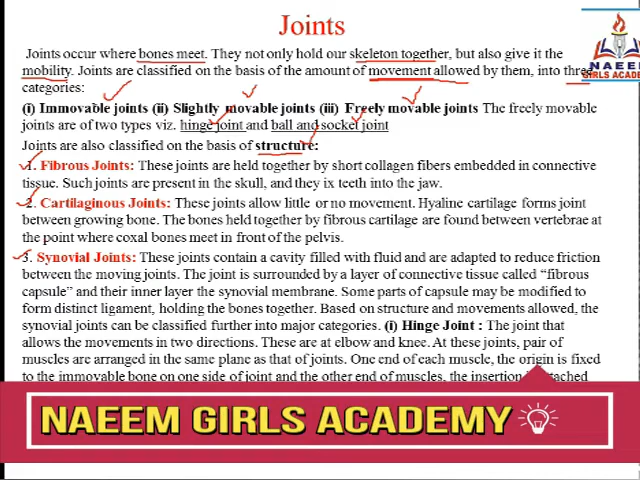 Joints
Joints occur where bones meet. They not only hold our skeleton together, but also give it the
mobility. Joints are classified on the basis of the amount of movement allowed by them, into three
categories:
(i) Immovable joints (ii) Slightly movable joints (iii) Freely movable joints The freely movable
joints are of two types viz. hinge joint and ball and socket joint
Joints are also classified on the basis of structure:
1. Fibrous Joints: These joints are held together by short collagen fibers embedded in connective
tissue. Such joints are present in the skull, and they ix teeth into the jaw.
2. Cartilaginous Joints: These joints allow little or no movement. Hyaline cartilage forms joint
between growing bone. The bones held together by fibrous cartilage are found between vertebrae at
the point where coxal bones meet in front of the pelvis.
3. Synovial Joints: These joints contain a cavity filled with fluid and are adapted to reduce friction
between the moving joints. The joint is surrounded by a layer of connective tissue called “fibrous
capsule” and their inner layer the synovial membrane. Some parts of capsule may be modified to
form distinct ligament, holding the bones together. Based on structure and movements allowed, the
synovial joints can be classified further into major categories. (i) Hinge Joint : The joint that
allows the movements in two directions. These are at elbow and knee. At these joints, pair of
muscles are arranged in the same plane as that of joints. One end of each muscle, the origin is fixed
to the immovable bone on one side of joint and the other end of muscles, the insertion is attached
NAEEM
GIRLS ACADEMY
NAEEM GIRLS ACADEMY